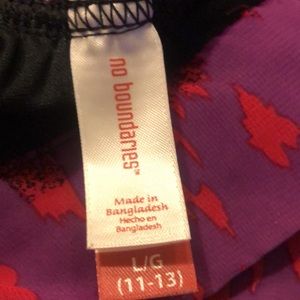 no boundaries™
Made in
Bangladesh
Hecho en
Bangladesh
L/G
(11-13)